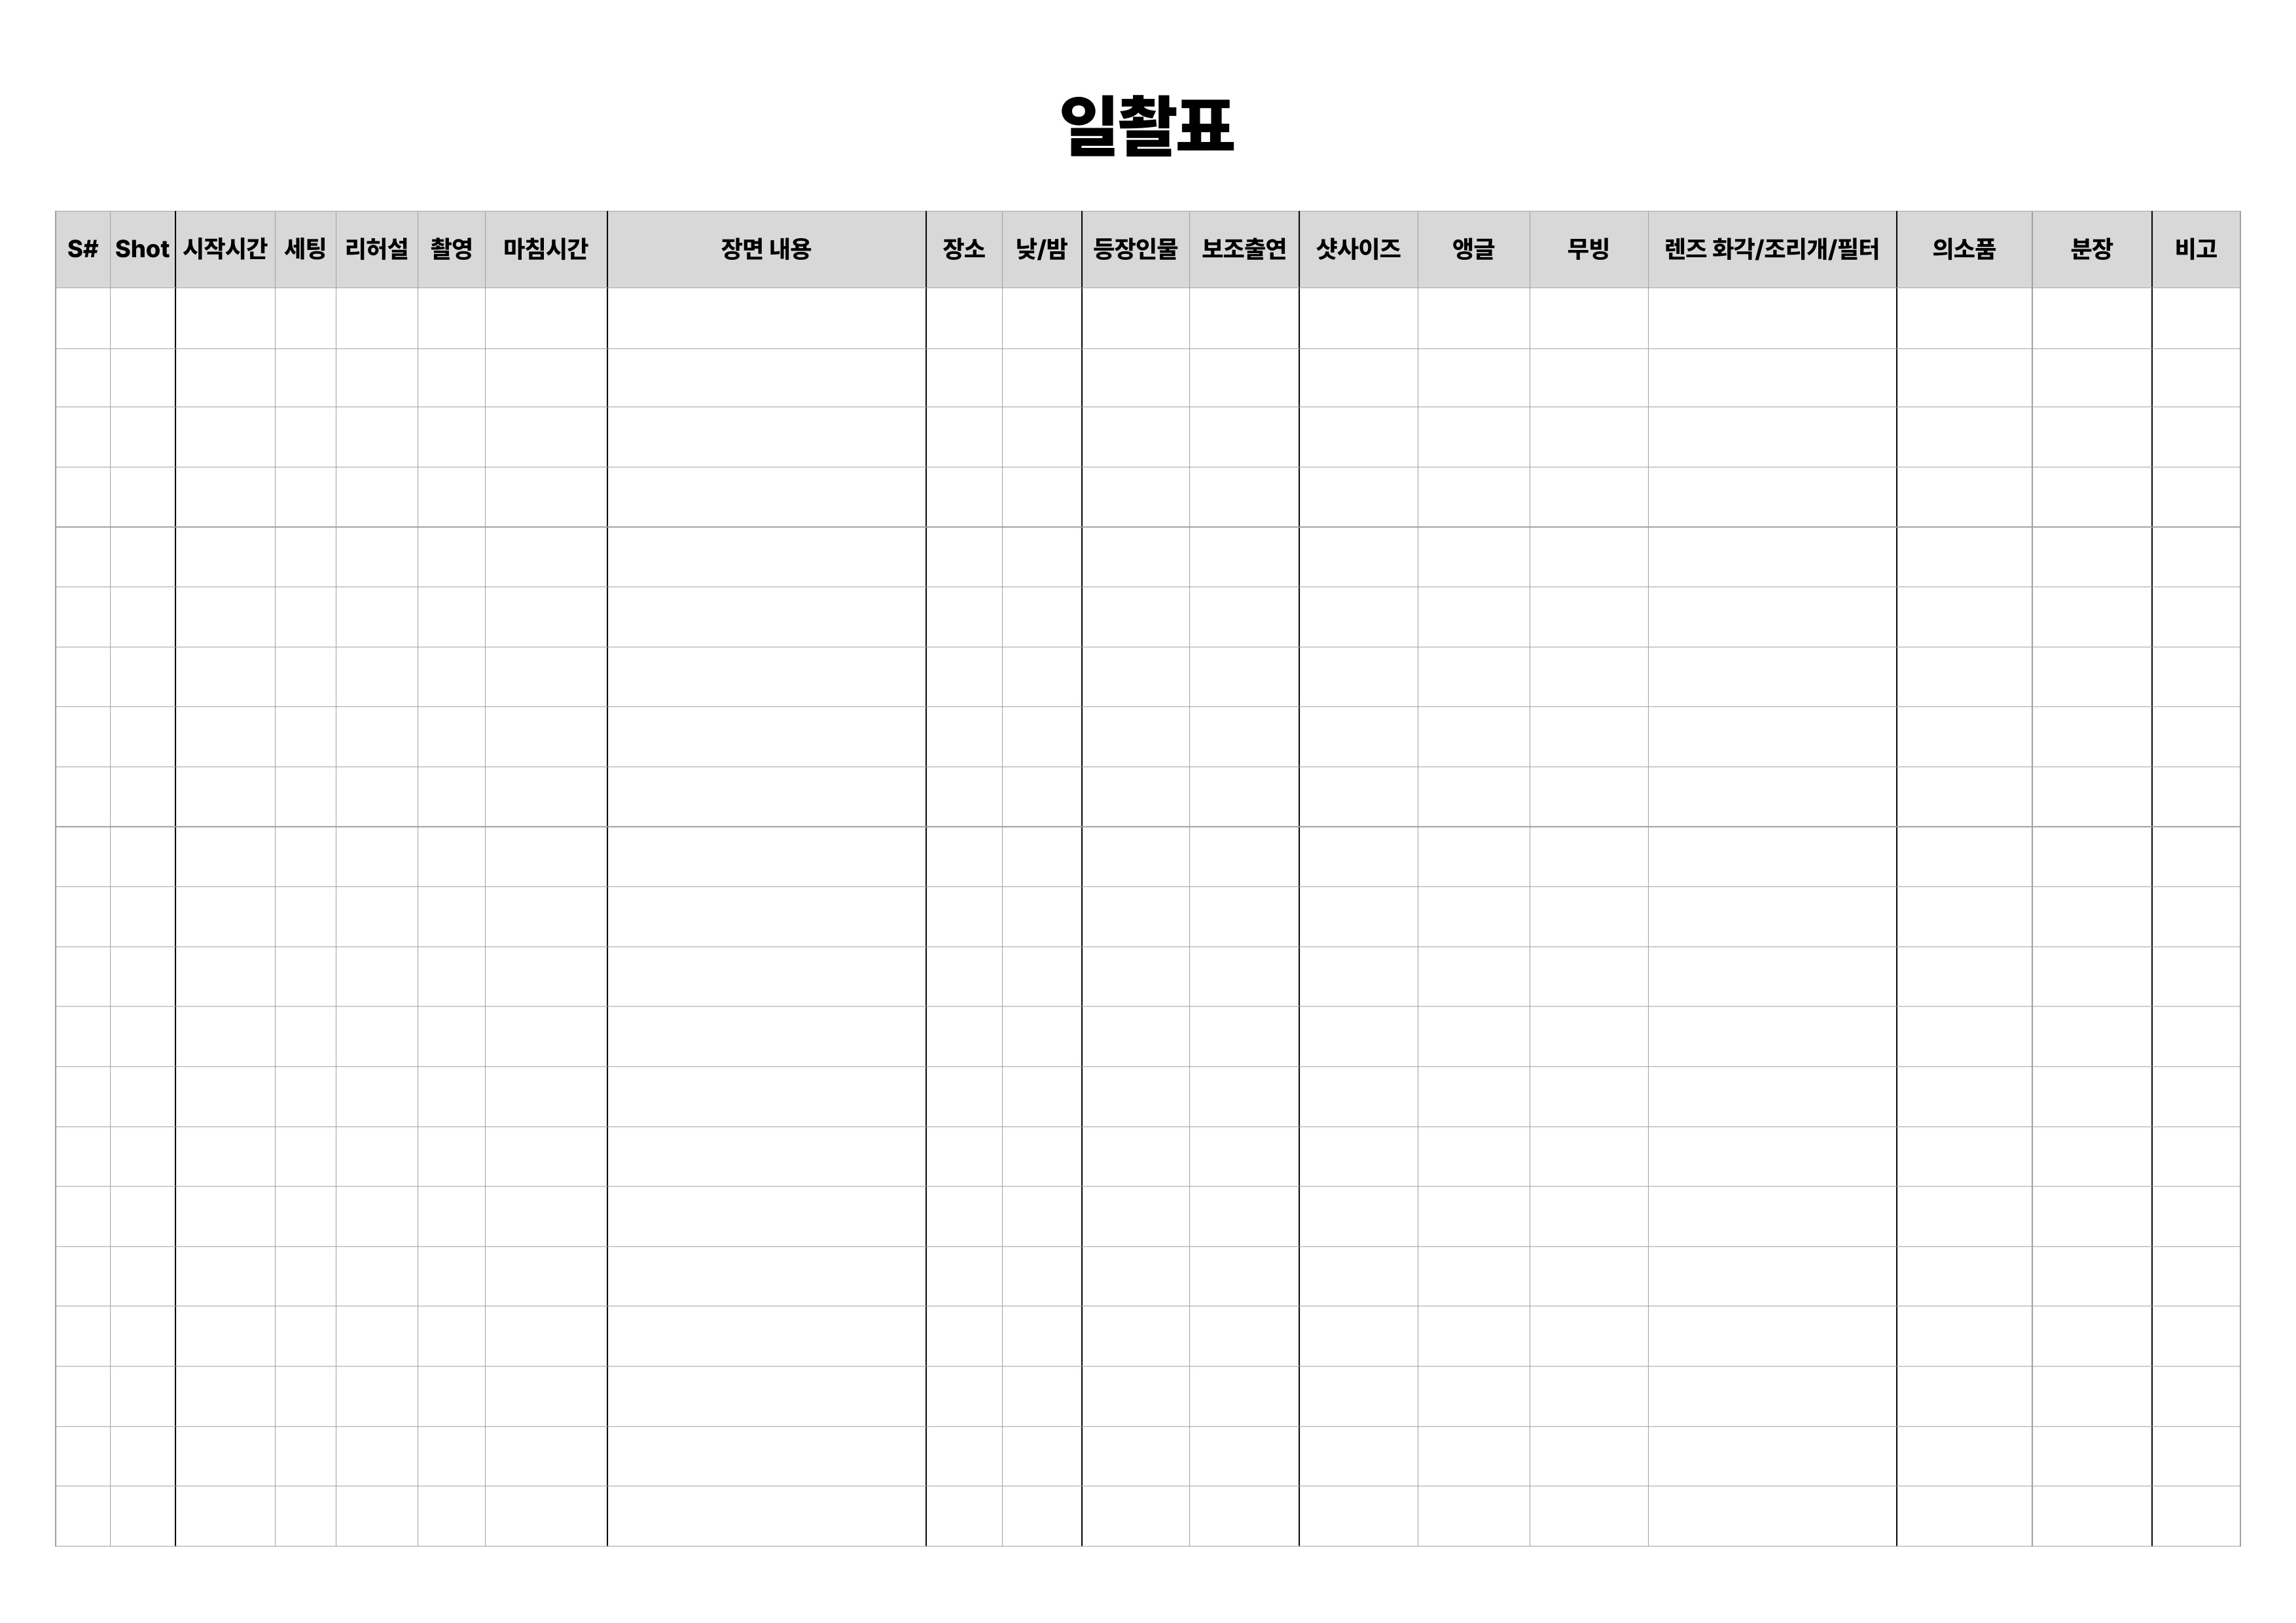 일촬표
S# Shot 시작시간 세팅 리허설 촬영 마침시간 장면 내용 장소 낮/밤 등장인물 보조출연 샷사이즈 앵글 무빙 렌즈 화각/조리개/필터 의소품 분장 비고